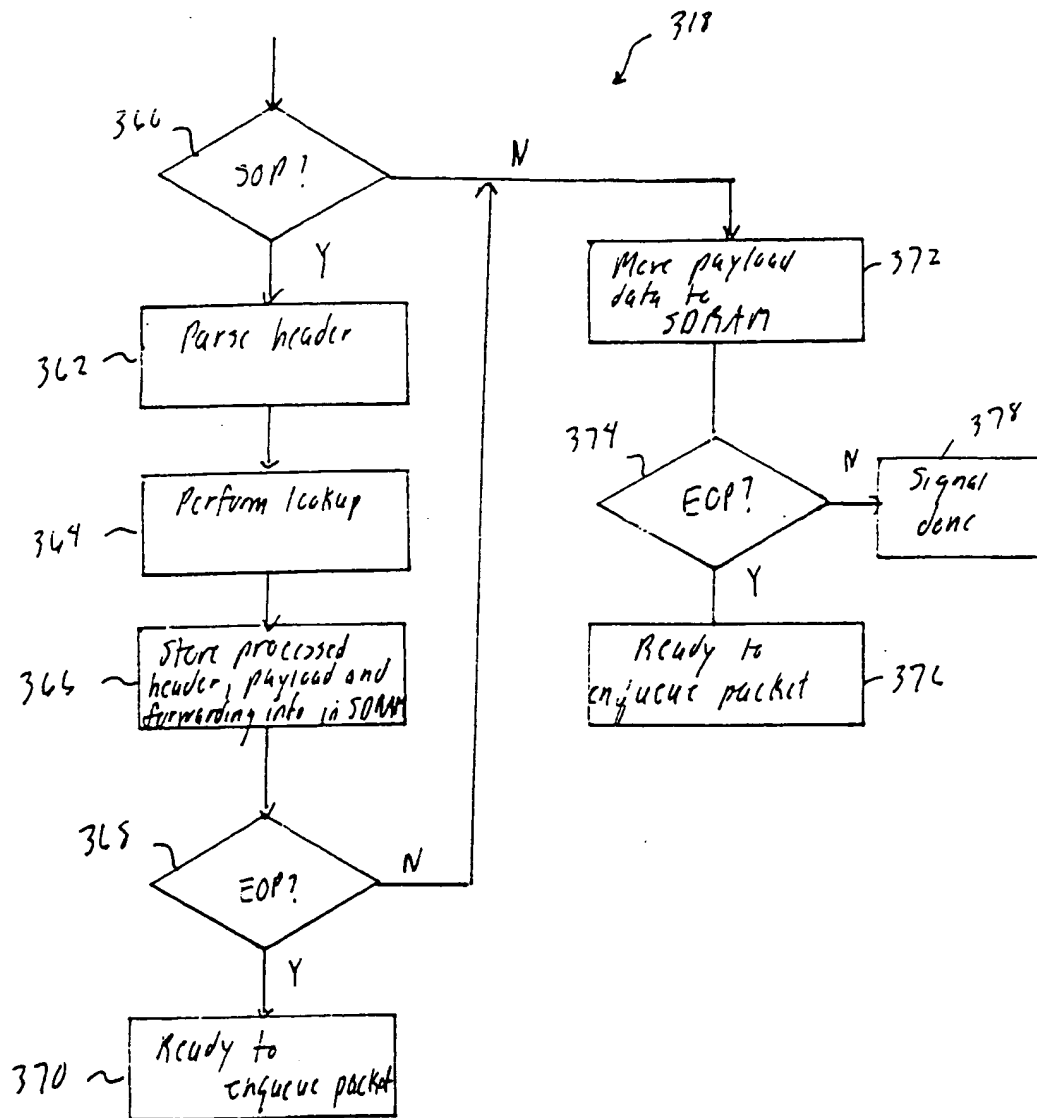 318
360
SOP?
N
Y
Parse header
362
Move payload
data to
SDRAM
372
Perform lookup
364
374
EOP?
N
378
Signal
done
Y
Store processed
header, payload and
forwarding info in SDRAM
366
Ready to
enqueue packet
376
368
EOP?
N
Y
Ready to
enqueue packet
370